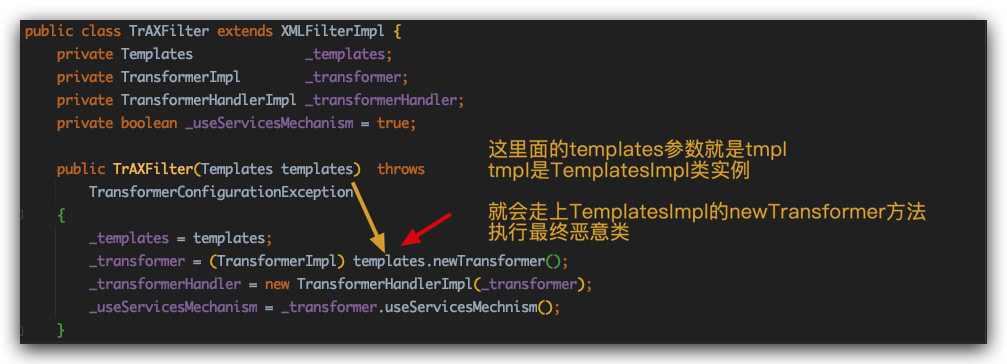 public class TrAXFilter extends XMLFilterImpl {
private Templates _templates;
private TransformerImpl _transformer;
private TransformerHandlerImpl _transformerHandler;
private boolean _useServicesMechanism = true;
这里面的templates参数就是tmpl
public TrAXFilter(Templates templates) throws
tmpl是TemplatesImpl类实例
TransformerConfigurationException
就会走上TemplatesImpl的newTransformer方法
{
执行最终恶意类
_templates = templates;
_transformer = (TransformerImpl) templates.newTransformer();
_transformerHandler = new TransformerHandlerImpl(_transformer);
_useServicesMechanism = _transformer.useServicesMechnism();
}